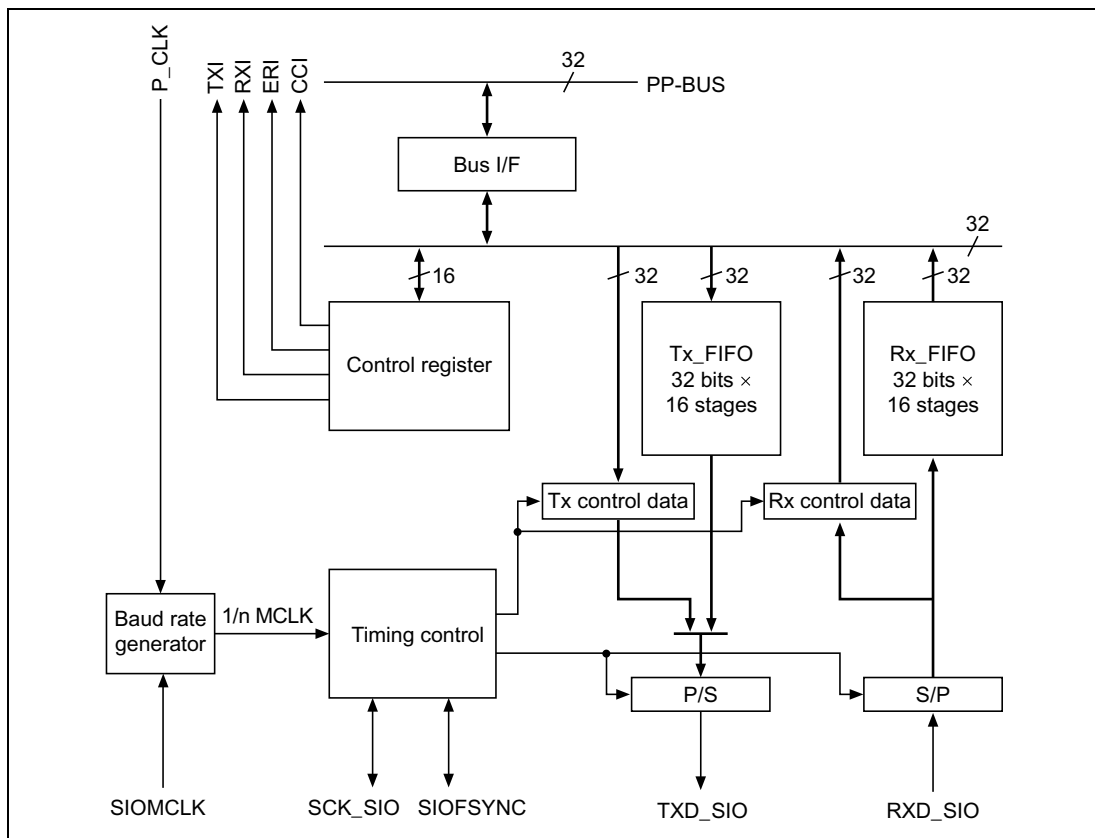 P_CLK
TXI
RXI
ERI
CCI
32
PP-BUS
Bus I/F
32
16
32
32
32
32
Control register
Tx_FIFO
32 bits ×
16 stages
Rx_FIFO
32 bits ×
16 stages
Tx control data
Rx control data
Baud rate
generator
1/n MCLK
Timing control
P/S
S/P
SIOMCLK
SCK_SIO
SIOFSYNC
TXD_SIO
RXD_SIO